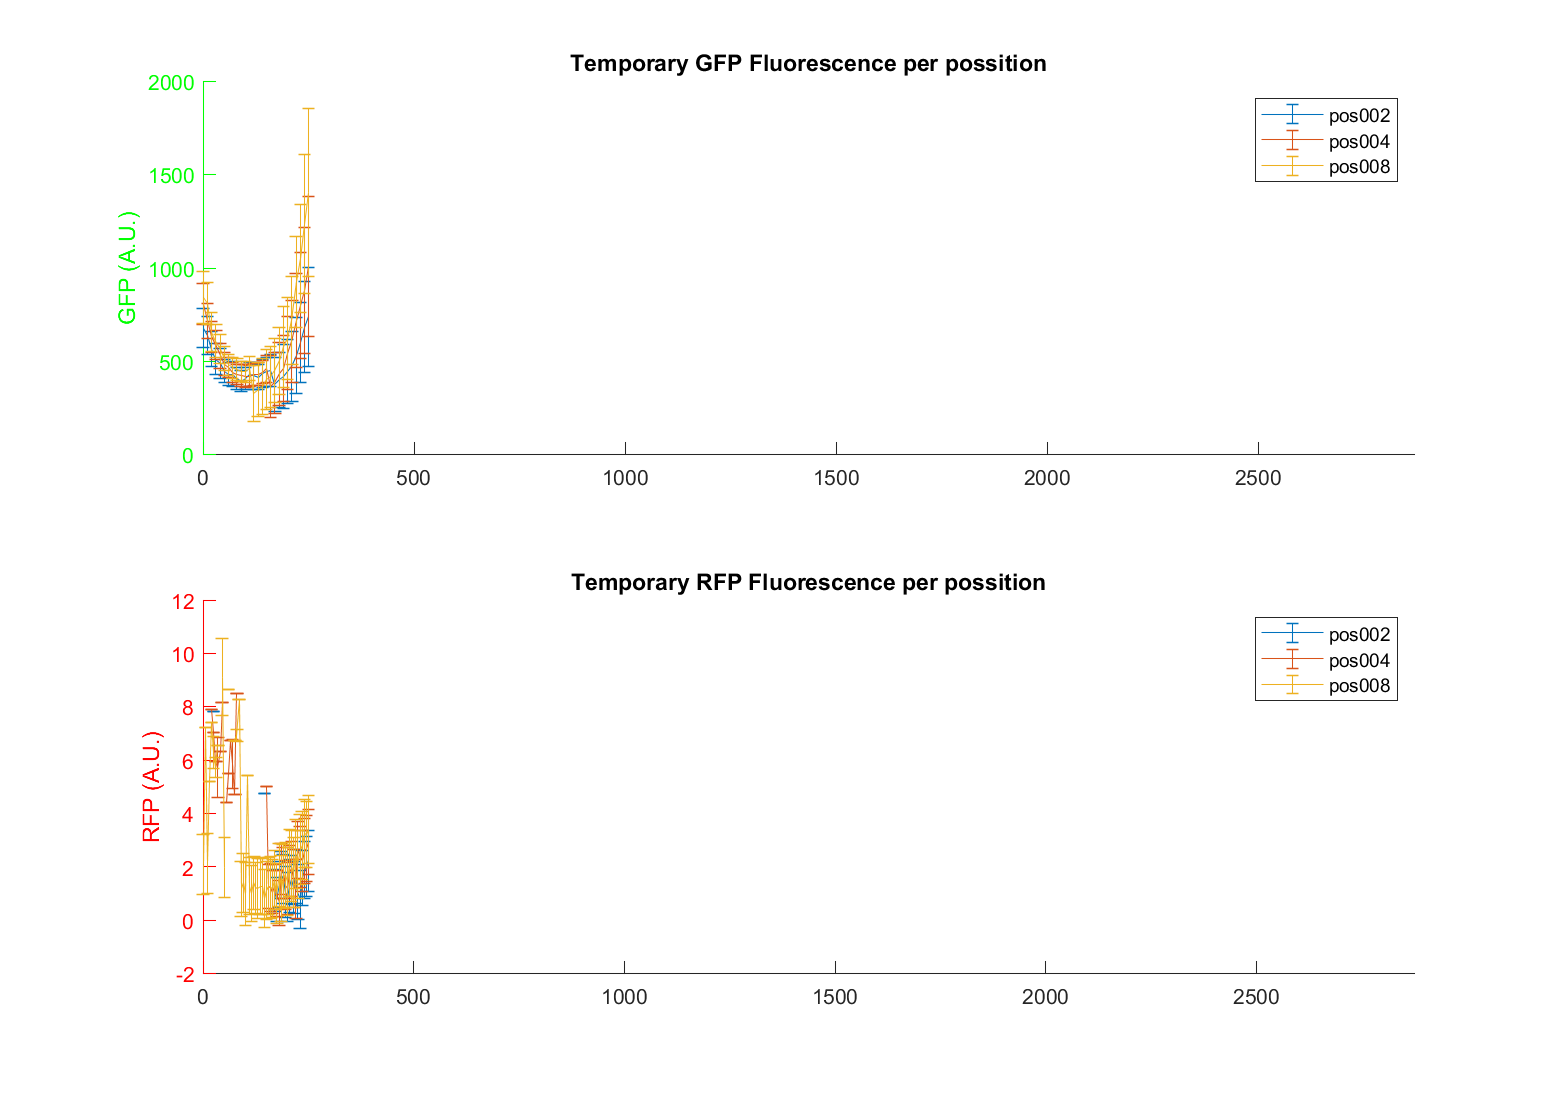 Temporary GFP Fluorescence per possition
2000
1500
1000
500
0
GFP (A.U.)
pos002
pos004
pos008
0 500 1000 1500 2000 2500
Temporary RFP Fluorescence per possition
12
10
8
6
4
2
0
-2
RFP (A.U.)
pos002
pos004
pos008
0 500 1000 1500 2000 2500